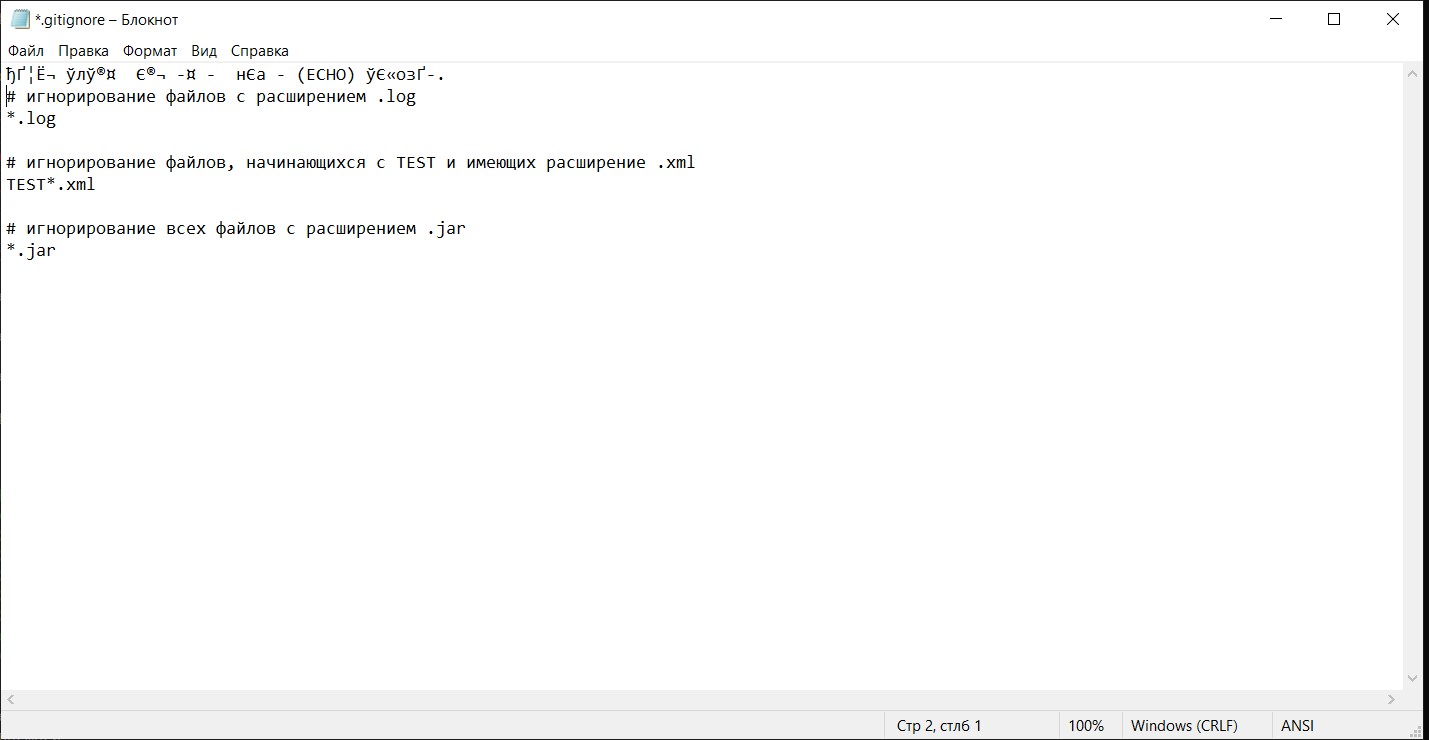 *.gitignore – Блокнот
Файл Правка Формат Вид Справка
ђҐ¦Ё¬ ўлў®¤  Є®¬ -¤ -  нЄа - (ECHO) ўЄ«озҐ-.
# игнорирование файлов с расширением .log
*.log
# игнорирование файлов, начинающихся с TEST и имеющих расширение .xml
TEST*.xml
# игнорирование всех файлов с расширением .jar
*.jar
Стр 2, стлб 1 100% Windows (CRLF) ANSI